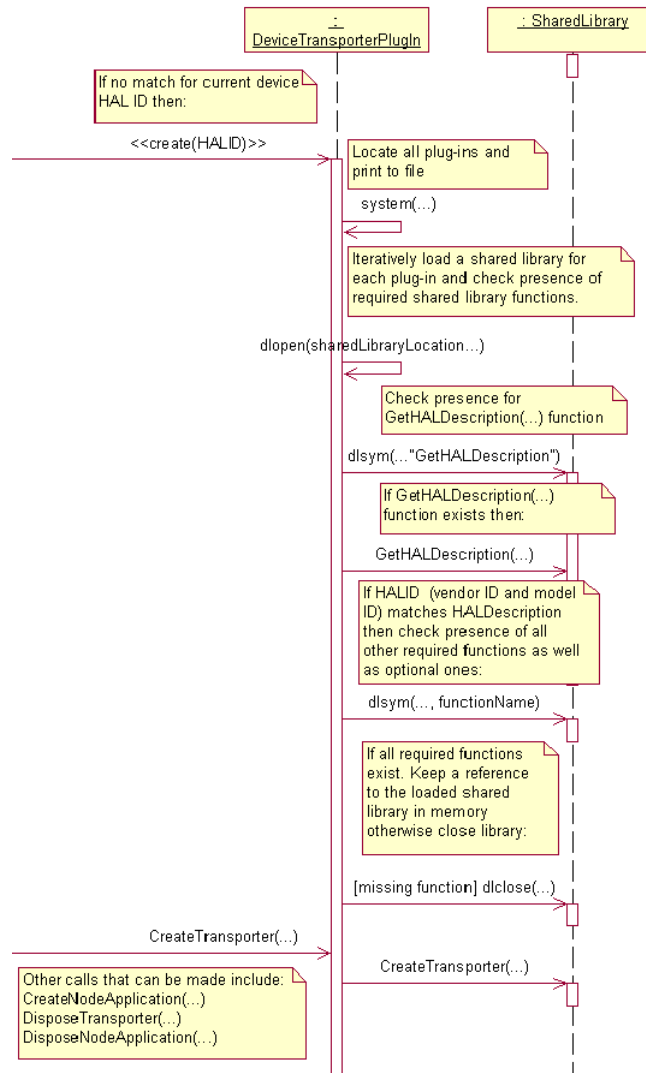 :
DeviceTransporterPlugIn
: SharedLibrary
If no match for current device
HAL ID then:
<<create(HALID)>>
Locate all plug-ins and
print to file
system(...)
Iteratively load a shared library for
each plug-in and check presence of
required shared library functions.
dlopen(sharedLibraryLocation...)
Check presence for
GetHALDescription(...) function
dlsym(..."GetHALDescription")
If GetHALDescription(...)
function exists then:
GetHALDescription(...)
If HALID (vendor ID and model
ID) matches HALDescription
then check presence of all
other required functions as well
as optional ones:
dlsym(..., functionName)
If all required functions
exist. Keep a reference
to the loaded shared
library in memory
otherwise close library:
[missing function] dlclose(...)
CreateTransporter(...)
CreateTransporter(...)
Other calls that can be made include:
CreateNodeApplication(...)
DisposeTransporter(...)
DisposeNodeApplication(...)